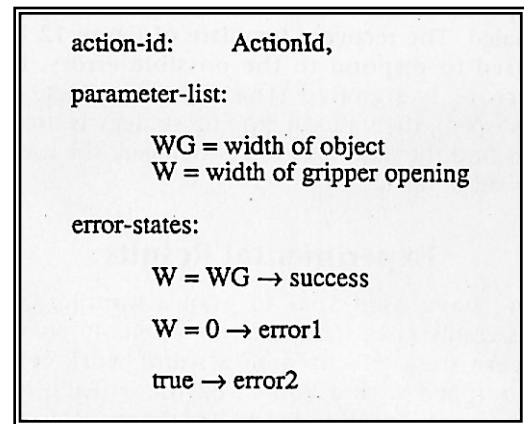 action-id: ActionId,
parameter-list:
WG = width of object
W = width of gripper opening
error-states:
W = WG → success
W = 0 → error1
true → error2